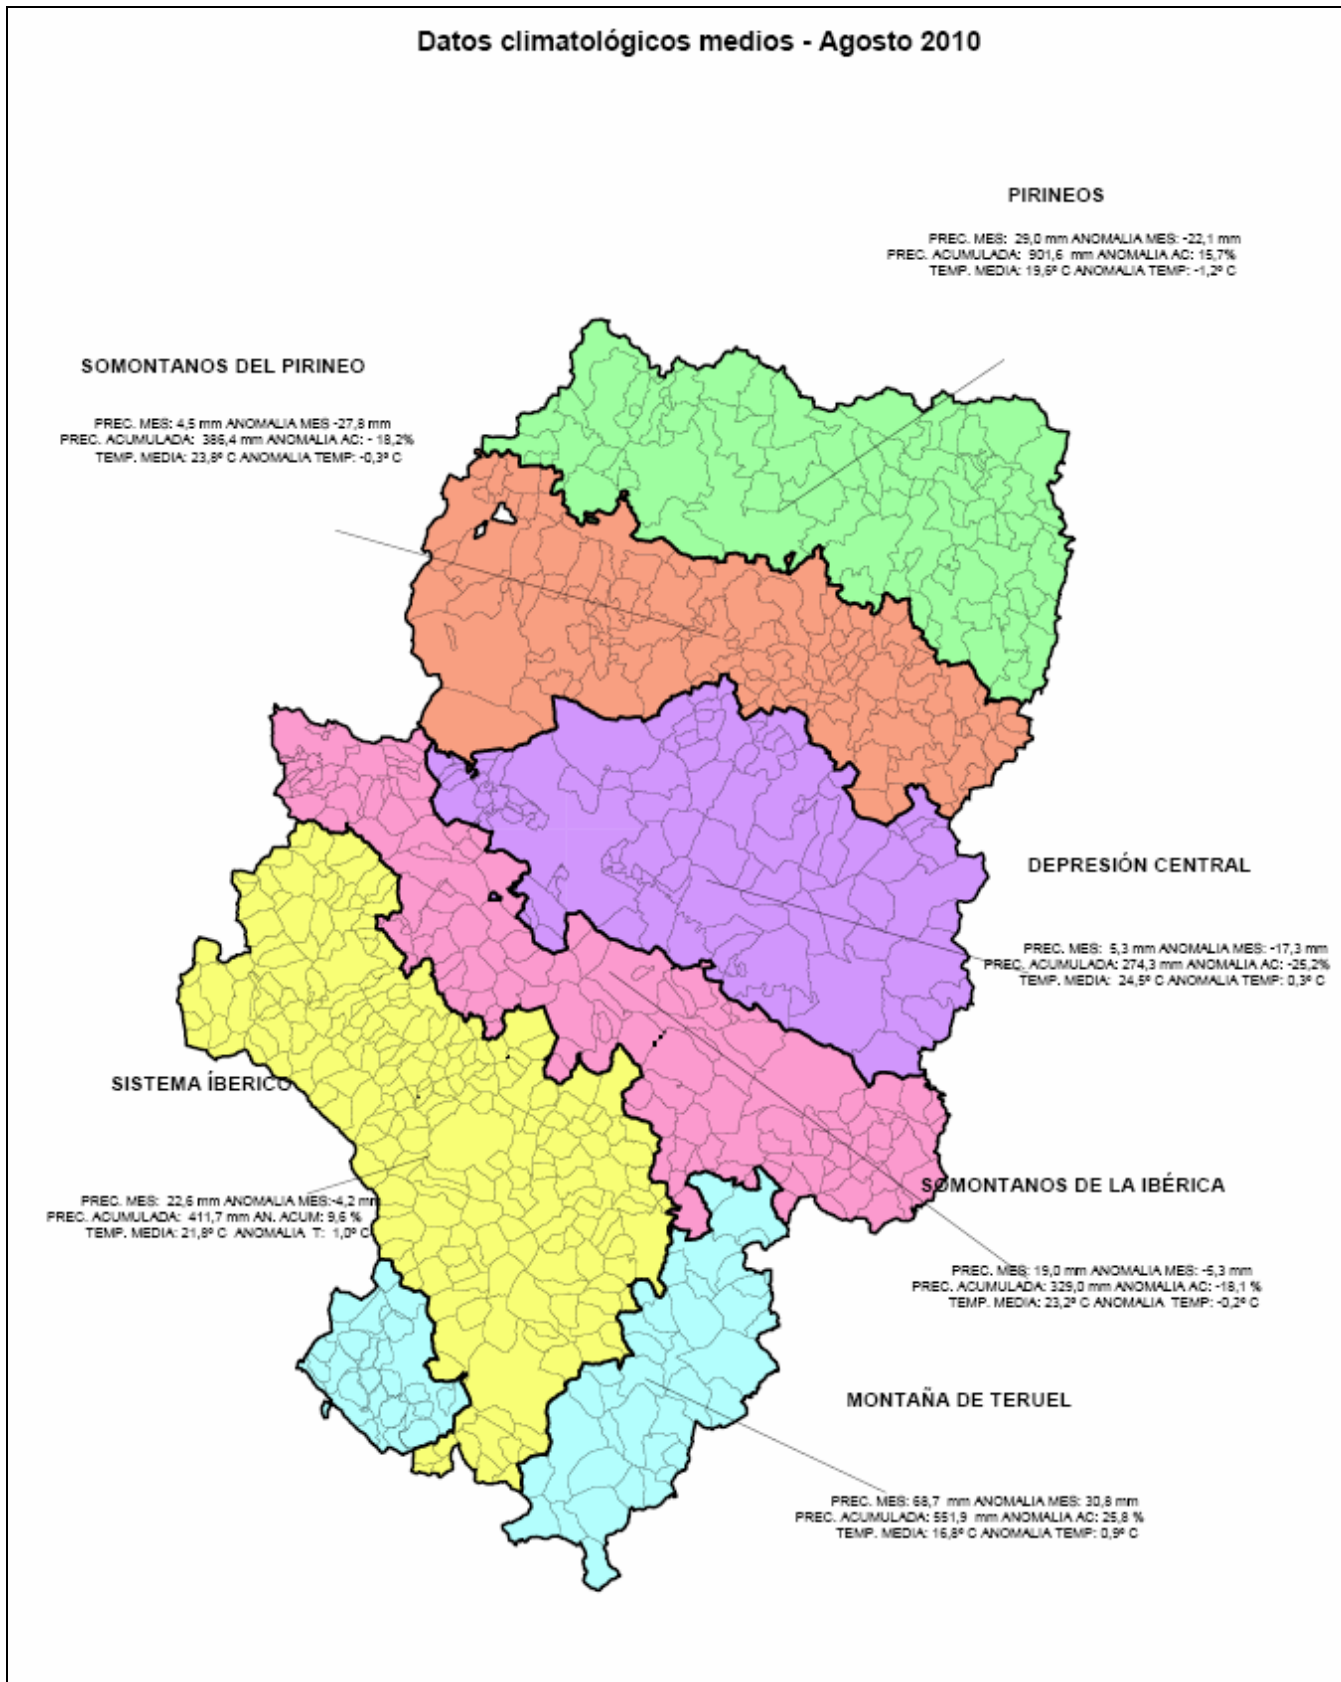 Datos climatológicos medios - Agosto 2010
PIRINEOS
PREC. MES: 29,0 mm ANOMALIA MES: -22,1 mm
PREC. ACUMULADA: 901,6 mm ANOMALIA AC: 15,7%
TEMP. MEDIA: 19,6º C ANOMALIA TEMP: -1,2º C
SOMONTANOS DEL PIRINEO
PREC. MES: 4,5 mm ANOMALIA MES -27,8 mm
PREC. ACUMULADA: 386,4 mm ANOMALIA AC: - 18,2%
TEMP. MEDIA: 23,8º C ANOMALIA TEMP: -0,3º C
DEPRESIÓN CENTRAL
PREC. MES: 5,3 mm ANOMALIA MES: -17,3 mm
PREC. ACUMULADA: 274,3 mm ANOMALIA AC: -25,2%
TEMP. MEDIA: 24,5º C ANOMALIA TEMP: 0,3º C
SISTEMA ÍBERICO
PREC. MES: 22,6 mm ANOMALIA MES:-4,2 mm
PREC. ACUMULADA: 411,7 mm AN. ACUM: 9,6 %
TEMP. MEDIA: 21,8º C ANOMALIA T: 1,0º C
SOMONTANOS DE LA IBÉRICA
PREC. MES: 19,0 mm ANOMALIA MES: -5,3 mm
PREC. ACUMULADA: 329,0 mm ANOMALIA AC: -18,1 %
TEMP. MEDIA: 23,2º C ANOMALIA TEMP: -0,2º C
MONTAÑA DE TERUEL
PREC. MES: 68,7 mm ANOMALIA MES: 30,8 mm
PREC. ACUMULADA: 551,9 mm ANOMALIA AC: 25,8 %
TEMP. MEDIA: 16,8º C ANOMALIA TEMP: 0,9º C